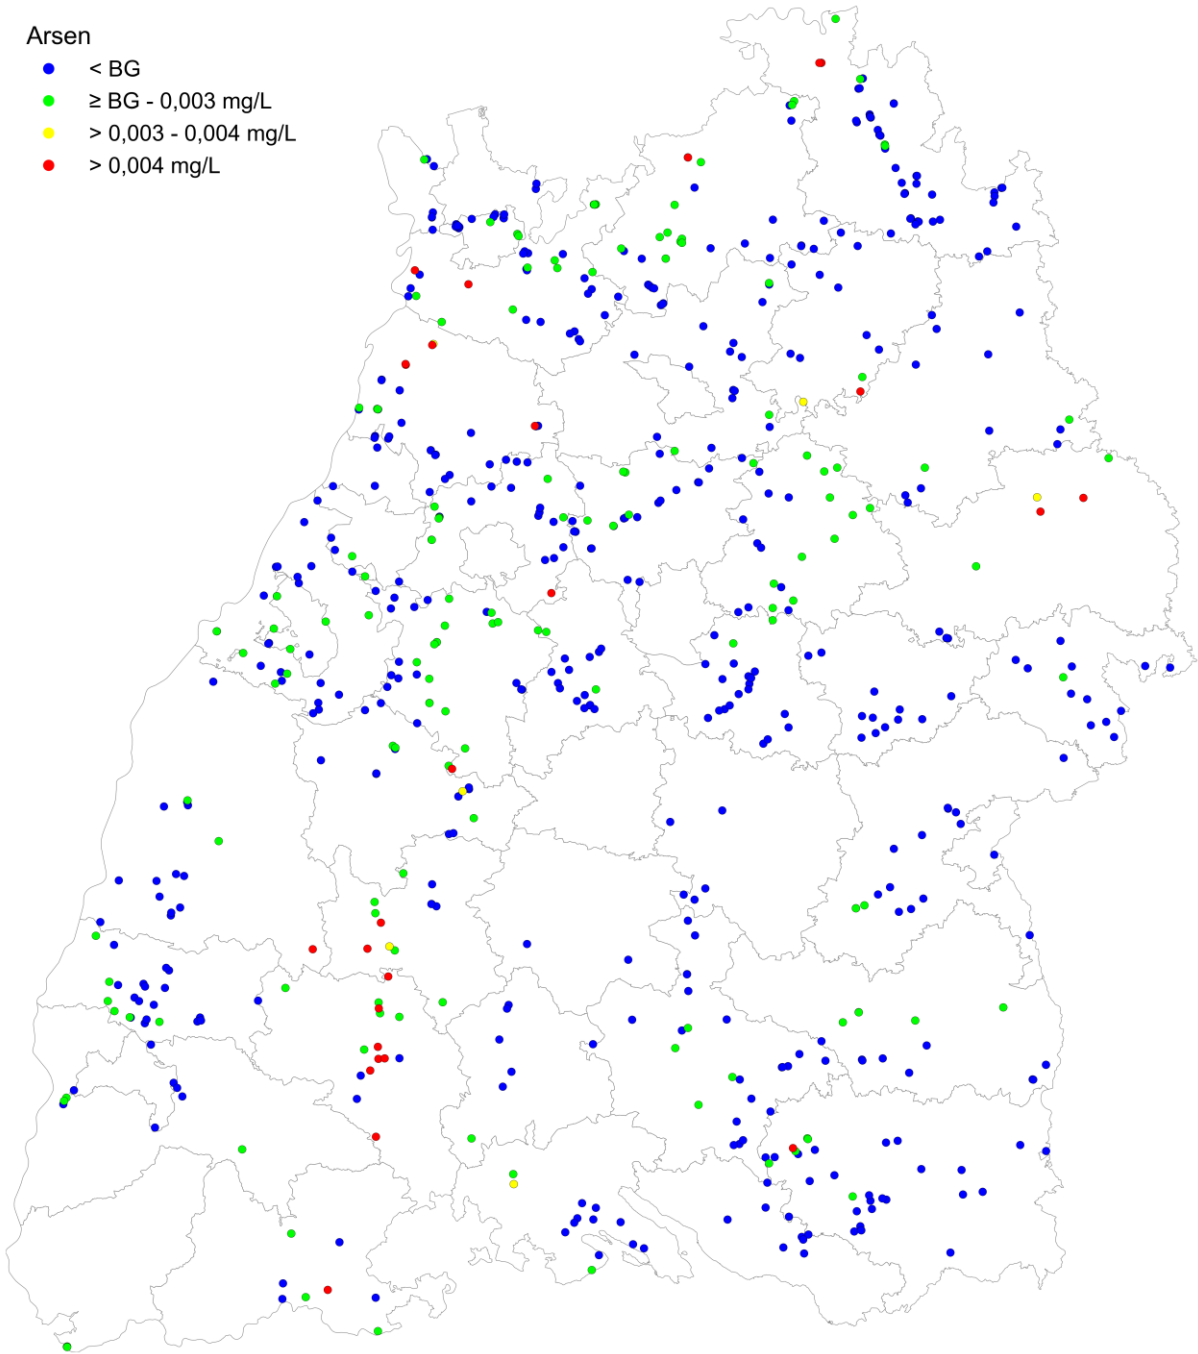 Arsen
< BG
≥ BG - 0,003 mg/L
> 0,003 - 0,004 mg/L
> 0,004 mg/L